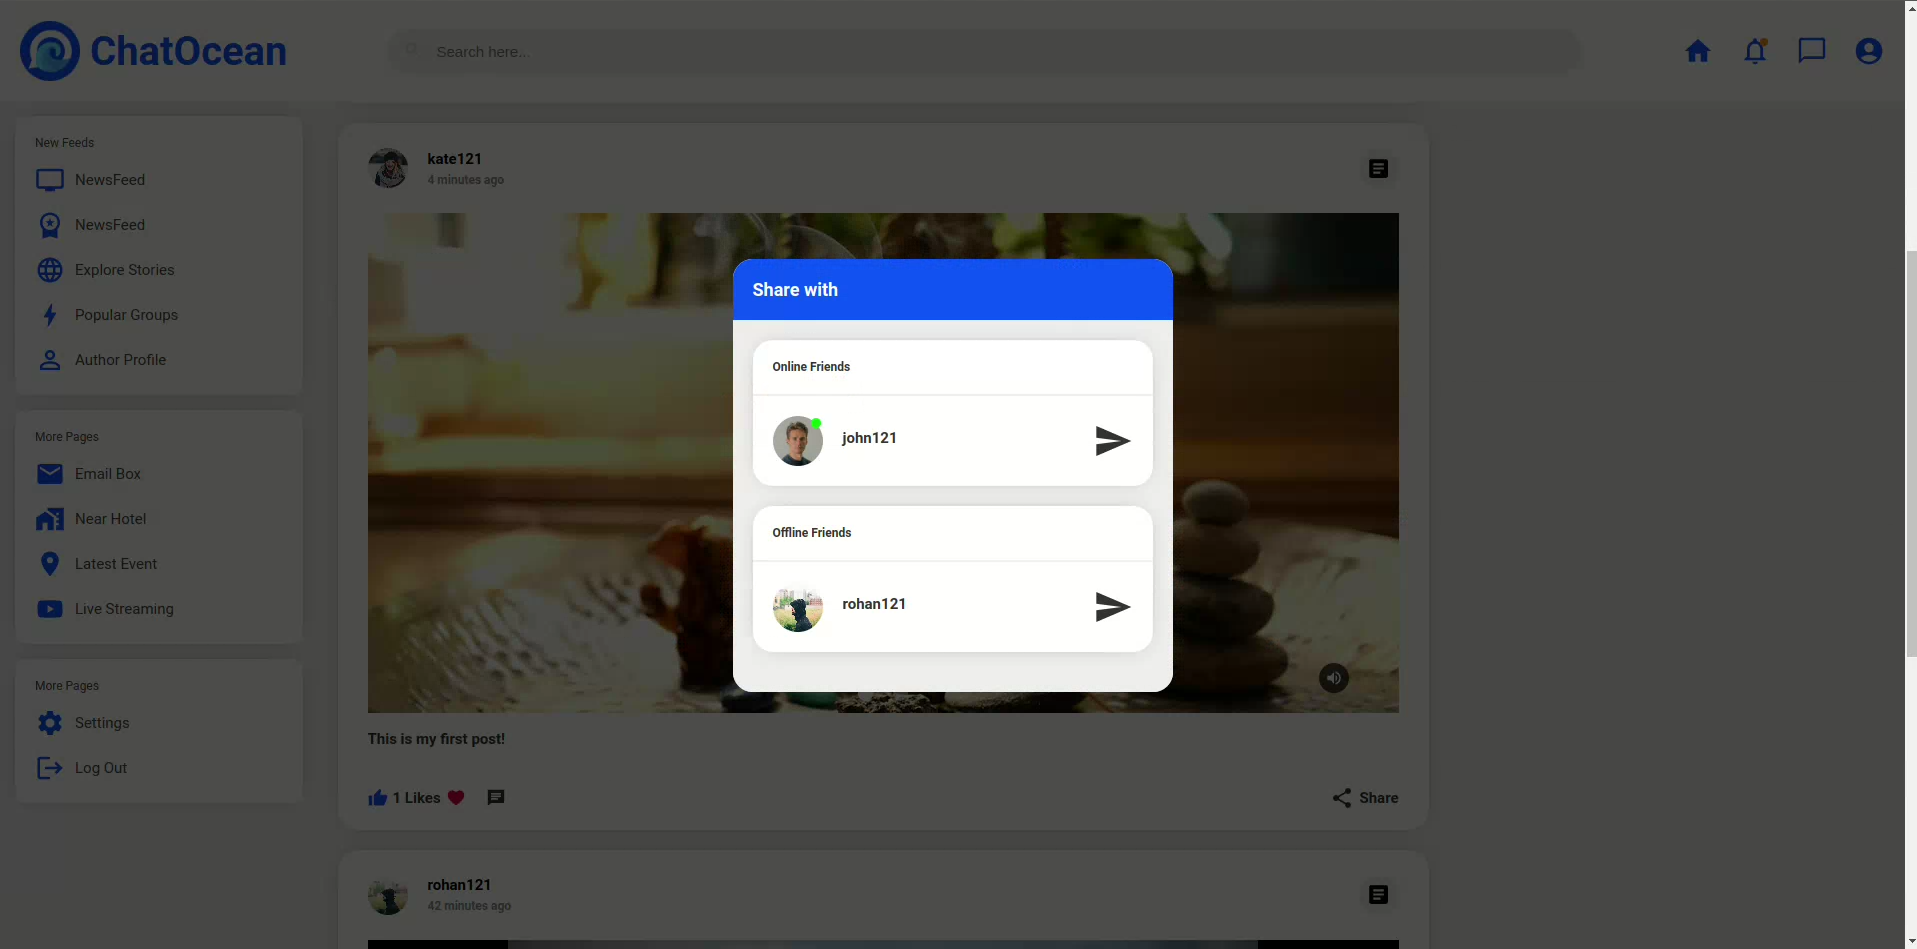 ChatOcean
Search here...
New Feeds
NewsFeed
NewsFeed
Explore Stories
Popular Groups
Author Profile
More Pages
Email Box
Near Hotel
Latest Event
Live Streaming
More Pages
Settings
Log Out
kate121
4 minutes ago
Share with
Online Friends
john121
Offline Friends
rohan121
This is my first post!
1 Likes
Share
rohan121
42 minutes ago